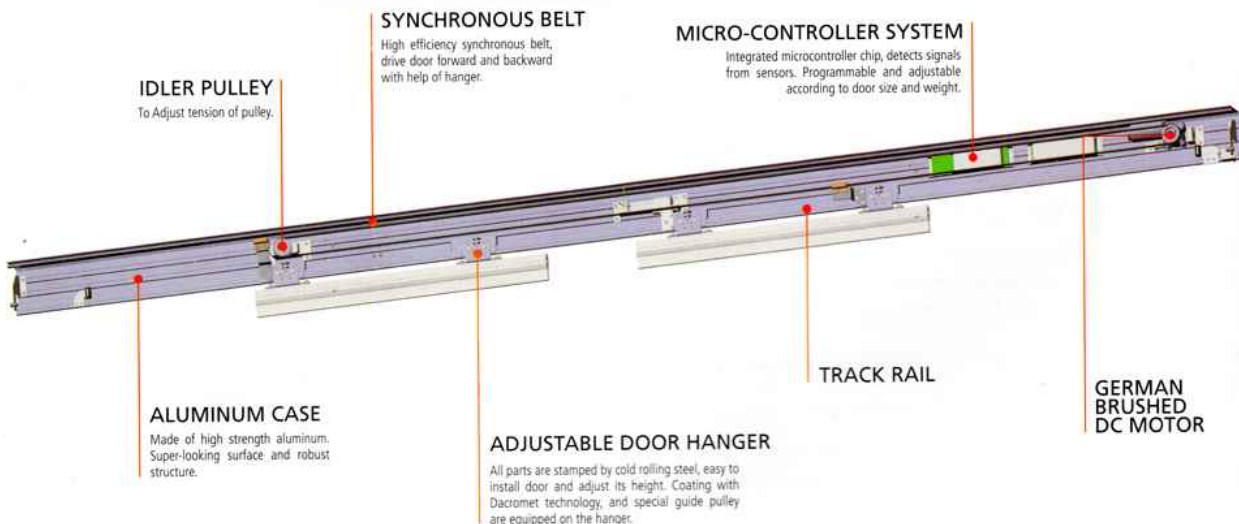 SYNCHRONOUS BELT
High efficiency synchronous belt,
drive door forward and backward
with help of hanger.
MICRO-CONTROLLER SYSTEM
Integrated microcontroller chip, detects signals
from sensors. Programmable and adjustable
according to door size and weight.
IDLER PULLEY
To Adjust tension of pulley.
TRACK RAIL
GERMAN
BRUSHED
DC MOTOR
ALUMINUM CASE
Made of high strength aluminum.
Super-looking surface and robust
structure.
ADJUSTABLE DOOR HANGER
All parts are stamped by cold rolling steel, easy to
install door and adjust its height. Coating with
Dacromet technology, and special guide pulley
are equipped on the hanger.